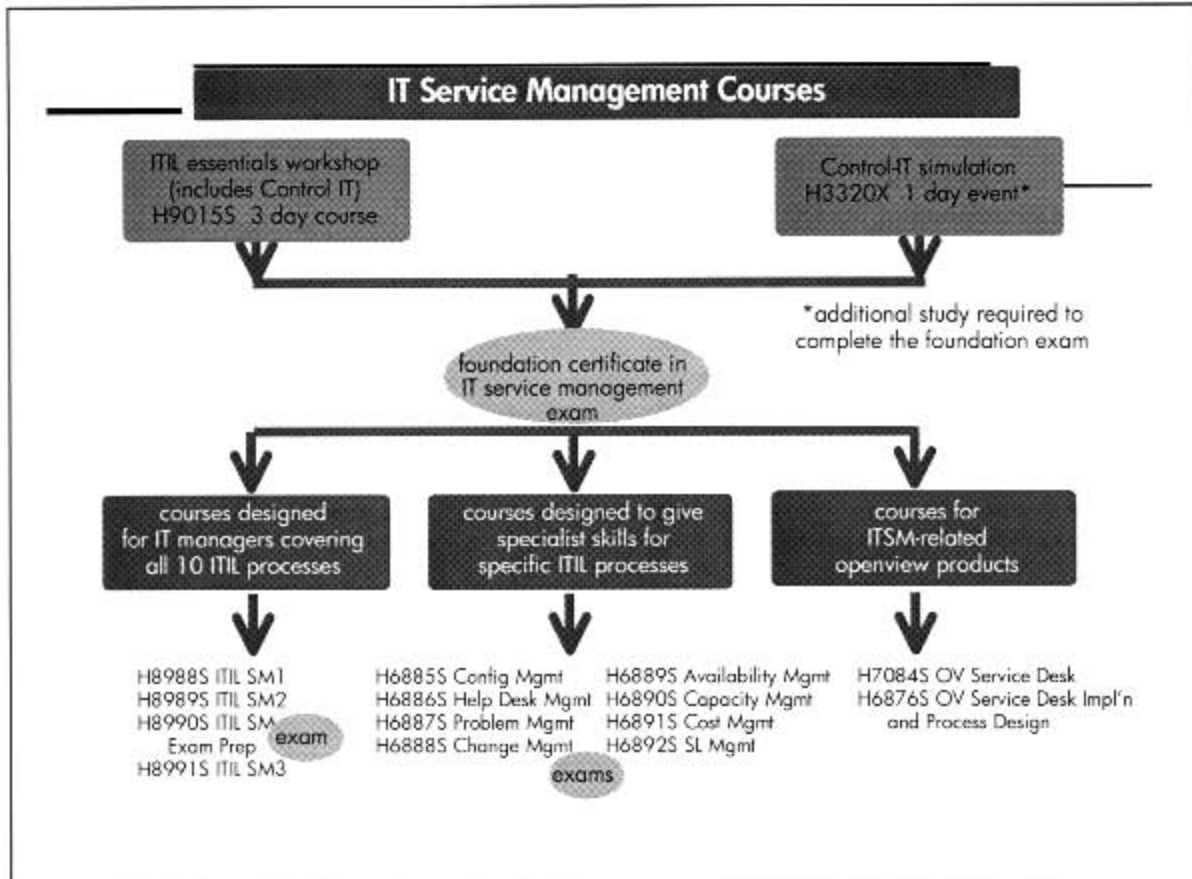 IT Service Management Courses
ITIL essentials workshop
(includes Control IT)
H9015S 3 day course
Control-IT simulation
H3320X 1 day event*
*additional study required to
complete the foundation exam
foundation certificate in
IT service management
exam
courses designed
for IT managers covering
all 10 ITIL processes
courses designed to give
specialist skills for
specific ITIL processes
courses for
ITSM-related
openview products
H8988S ITIL SM1
H8989S ITIL SM2
H8990S ITIL SM
Exam Prep
exam
H8991S ITIL SM3
H6885S Config Mgmt
H6886S Help Desk Mgmt
H6887S Problem Mgmt
H6888S Change Mgmt
H6889S Availability Mgmt
H6890S Capacity Mgmt
H6891S Cost Mgmt
H6892S SL Mgmt
exams
H7084S OV Service Desk
H6876S OV Service Desk Impl'n
and Process Design